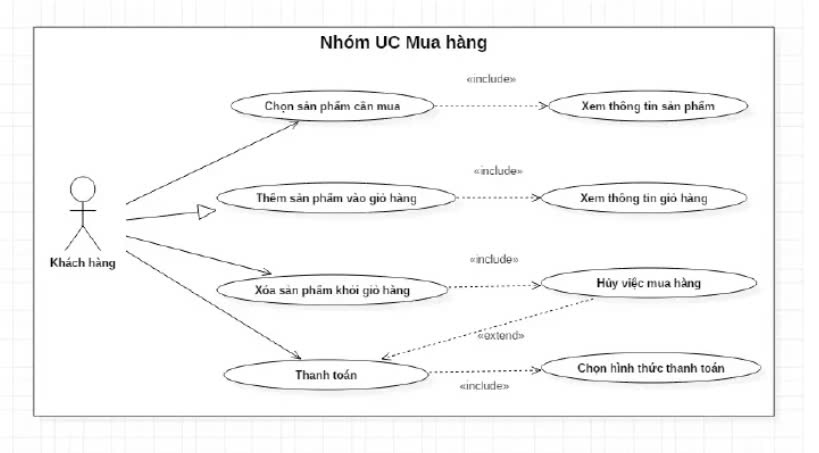 Nhóm UC Mua hàng
«include»
Chọn sản phẩm cần mua
Xem thông tin sản phẩm
«include»
Thêm sản phẩm vào giỏ hàng
Xem thông tin giỏ hàng
Khách hàng
«include»
Xóa sản phẩm khỏi giỏ hàng
Hủy việc mua hàng
«extend»
Thanh toán
Chọn hình thức thanh toán
«include»